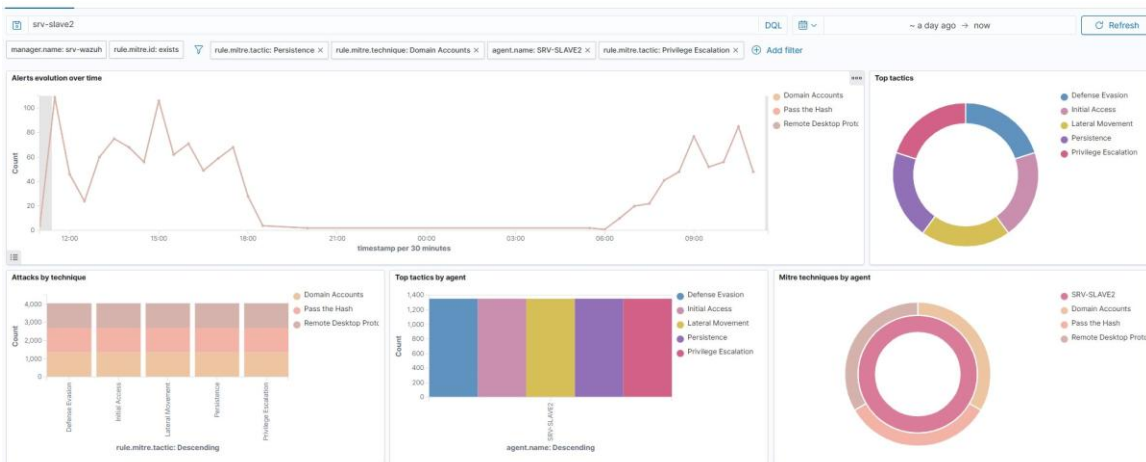 srv-slave2
DQL
~ a day ago → now
Refresh
manager.name: srv-wazuh
rule.mitre.id: exists
rule.mitre.tactic: Persistence ×
rule.mitre.technique: Domain Accounts ×
agent.name: SRV-SLAVE2 ×
rule.mitre.tactic: Privilege Escalation ×
Add filter
Alerts evolution over time
Count
100
80
60
40
20
0
12:00
15:00
18:00
21:00
00:00
03:00
06:00
09:00
timestamp per 30 minutes
Domain Accounts
Pass the Hash
Remote Desktop Proto
Top tactics
Defense Evasion
Initial Access
Lateral Movement
Persistence
Privilege Escalation
Attacks by technique
Count
4,000
3,000
2,000
1,000
0
Defense Evasion
Initial Access
Lateral Movement
Persistence
Privilege Escalation
rule.mitre.tactic: Descending
Domain Accounts
Pass the Hash
Remote Desktop Proto
Top tactics by agent
Count
1,400
1,200
1,000
800
600
400
200
0
SRV-SLAVE2
agent.name: Descending
Defense Evasion
Initial Access
Lateral Movement
Persistence
Privilege Escalation
Mitre techniques by agent
SRV-SLAVE2
Domain Accounts
Pass the Hash
Remote Desktop Proto